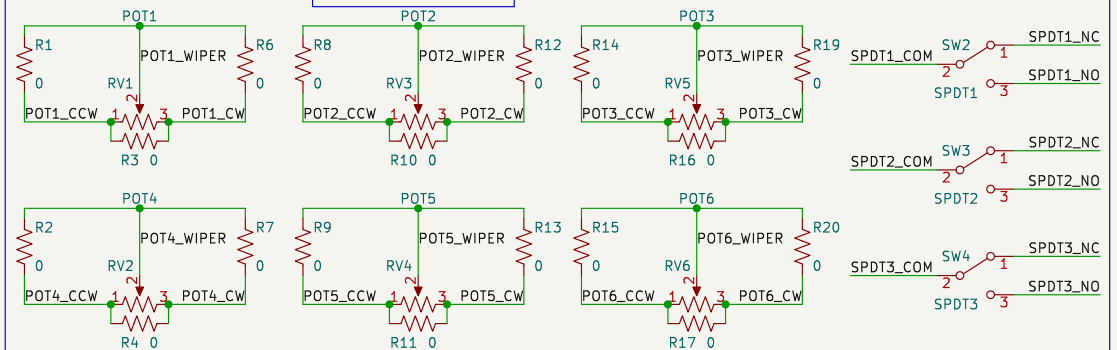 POT1 POT2 POT3
R1 R6 R8 R12 R14 R19 SW2 SPDT1_NC
POT1_WIPER POT2_WIPER POT3_WIPER SPDT1_COM 2 1
0 RV1 0 0 RV3 0 0 RV5 0 SPDT1 3 SPDT1_NO
2 2 2
POT1_CCW 1 3 POT1_CW POT2_CCW 1 3 POT2_CW POT3_CCW 1 3 POT3_CW
R3 0 R10 0 R16 0
SW3 1 SPDT2_NC
SPDT2_COM 2
SPDT2 3 SPDT2_NO
POT4 POT5 POT6
R2 R7 R9 R13 R15 R20
POT4_WIPER POT5_WIPER POT6_WIPER SW4 1 SPDT3_NC
0 RV2 0 0 RV4 0 0 RV6 0 SPDT3_COM 2
2 2 2
POT4_CCW 1 3 POT4_CW POT5_CCW 1 3 POT5_CW POT6_CCW 1 3 POT6_CW SPDT3 3 SPDT3_NO
R4 0 R11 0 R17 0